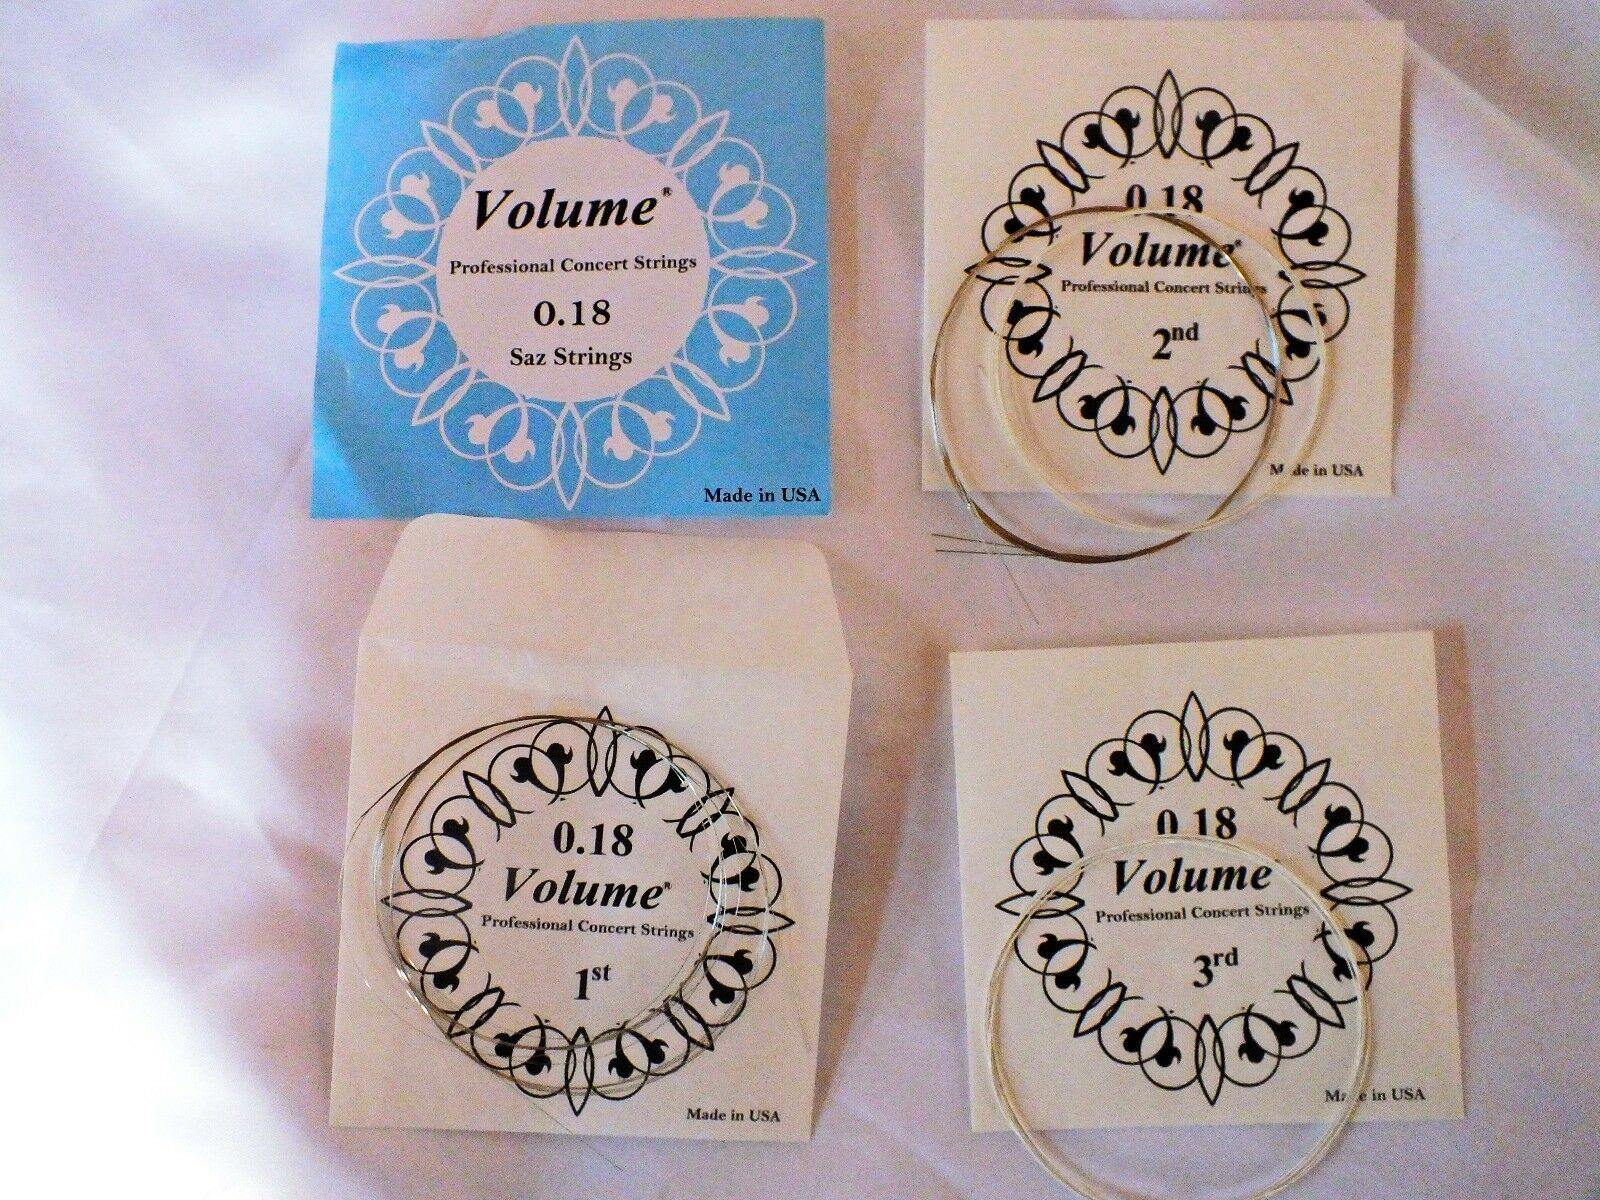 Volume®
Professional Concert Strings
0.18
Saz Strings
Made in USA
0.18
Volume®
Professional Concert Strings
2nd
Made in USA
0.18
Volume®
Professional Concert Strings
1st
Made in USA
0.18
Volume
Professional Concert Strings
3rd
Made in USA